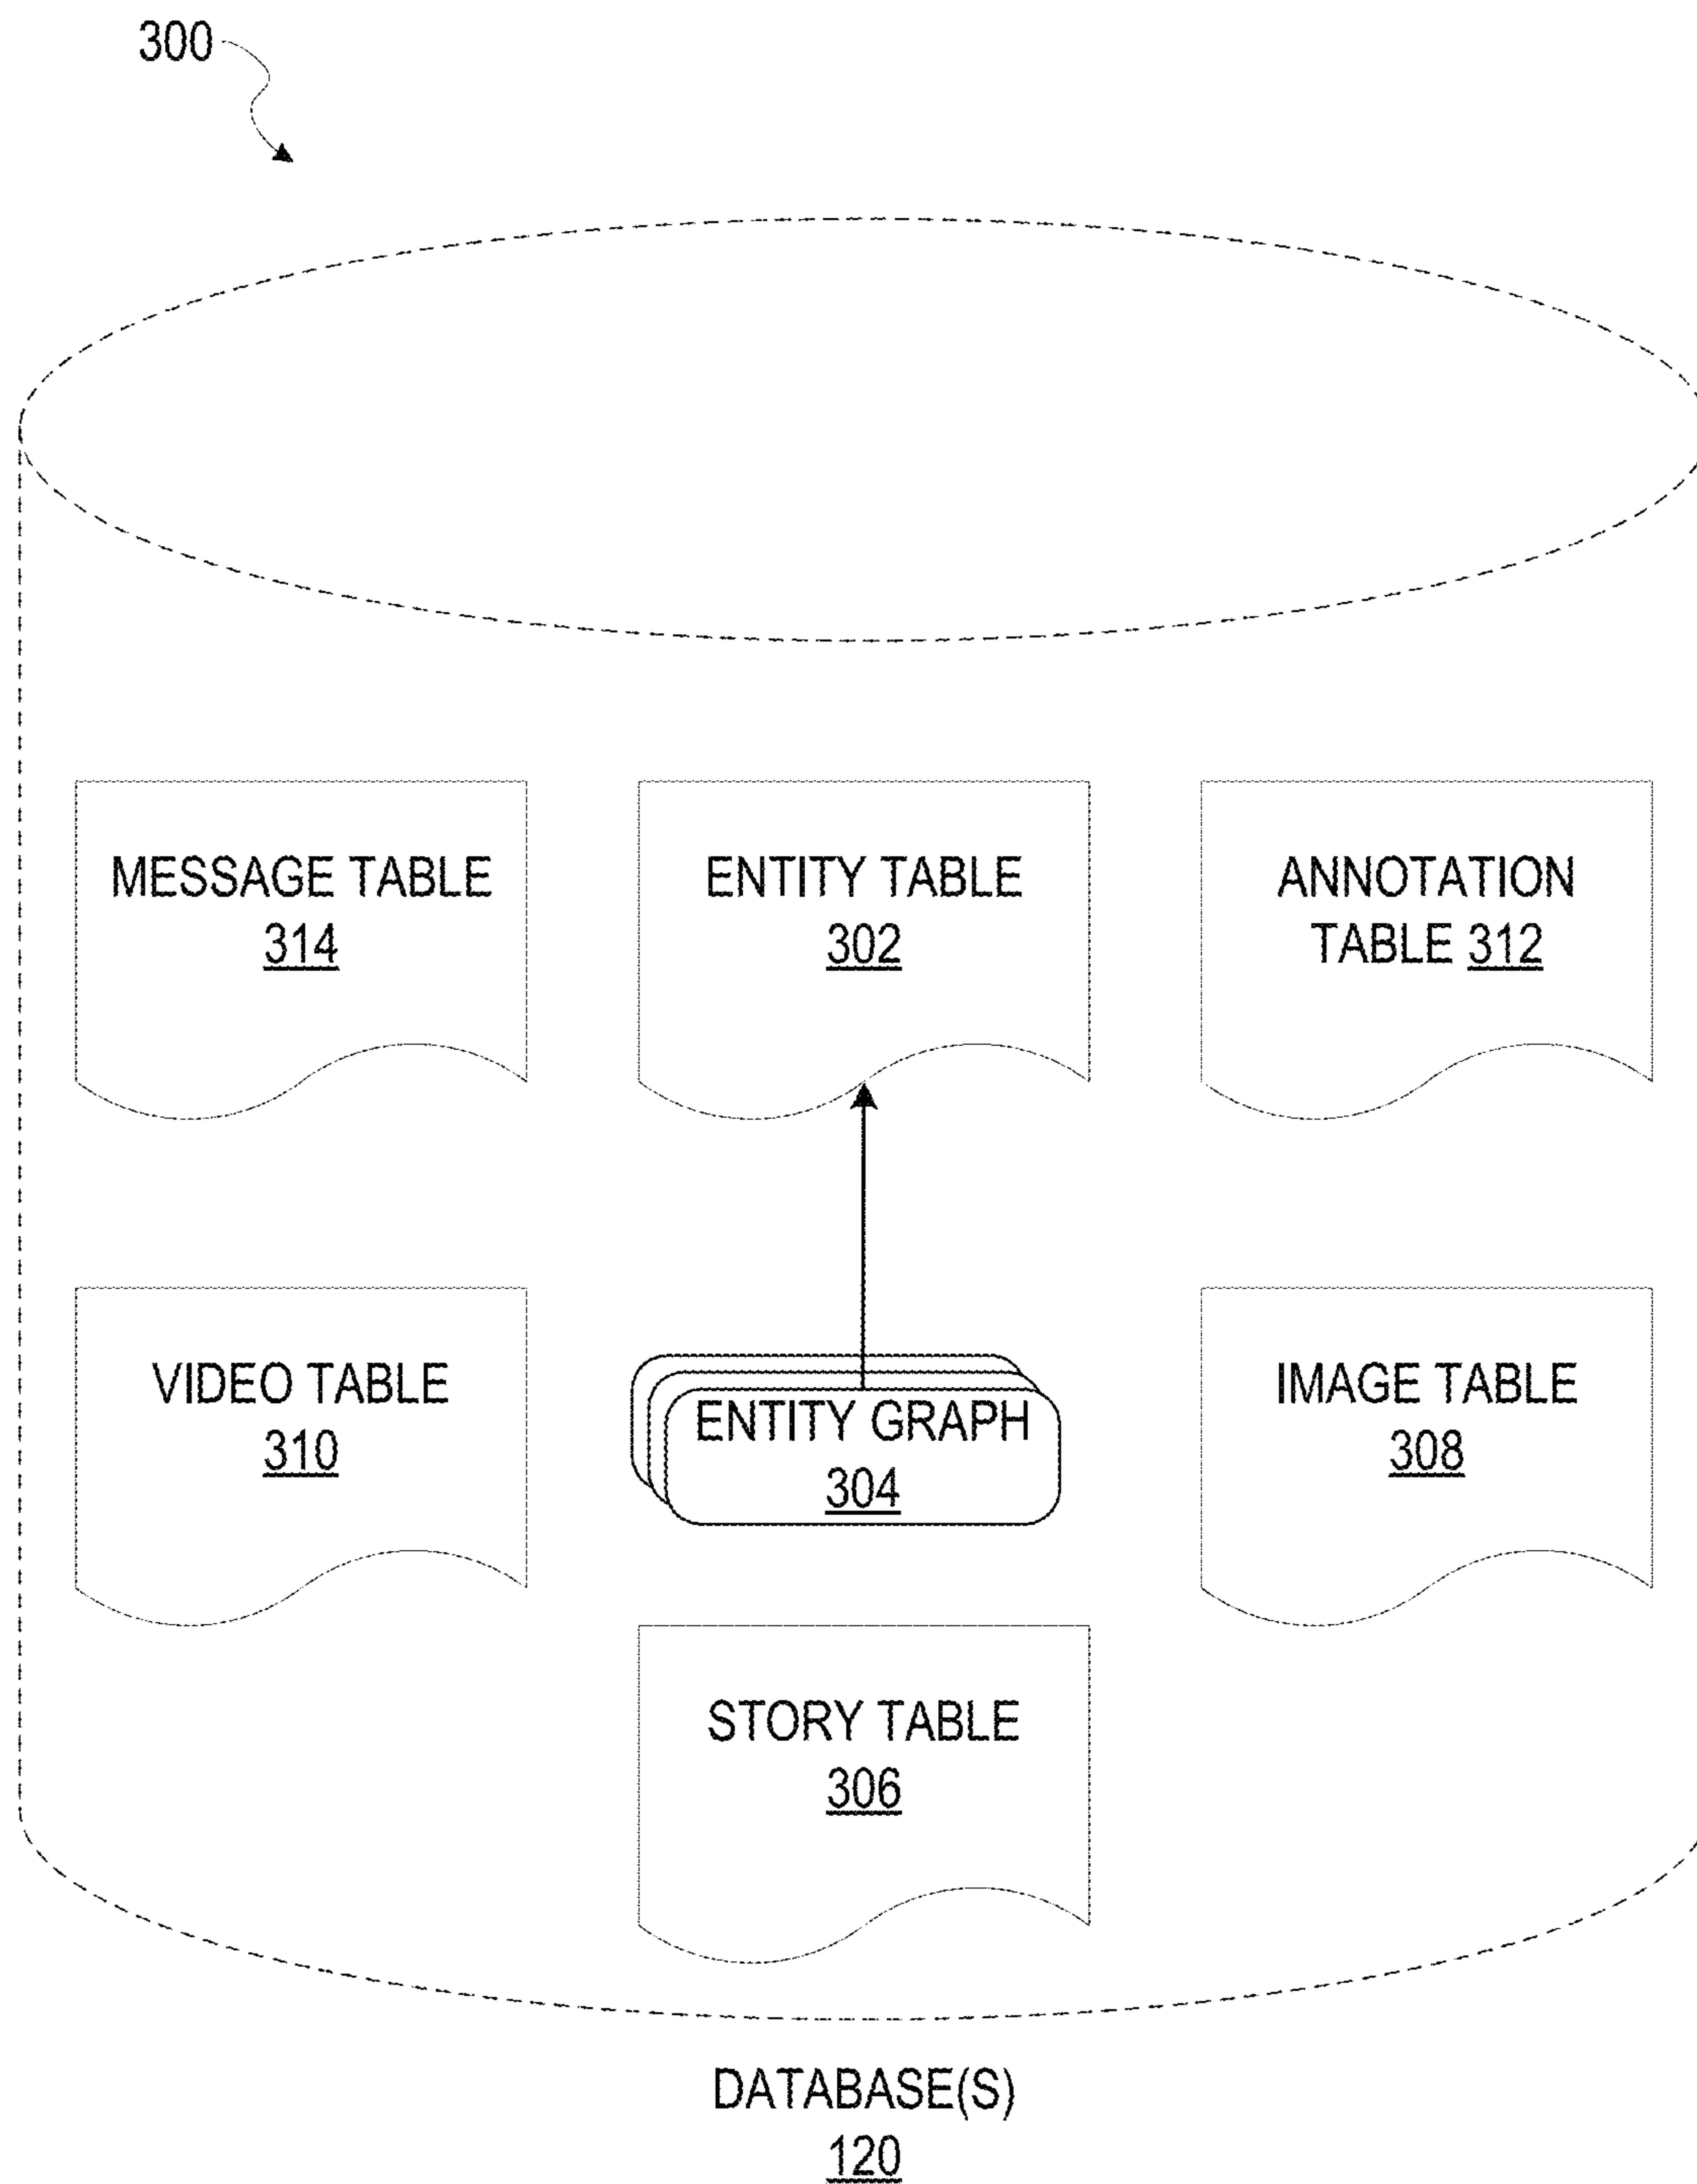 300
MESSAGE TABLE
314
ENTITY TABLE
302
ANNOTATION
TABLE 312
VIDEO TABLE
310
ENTITY GRAPH
304
IMAGE TABLE
308
STORY TABLE
306
DATABASE(S)
120